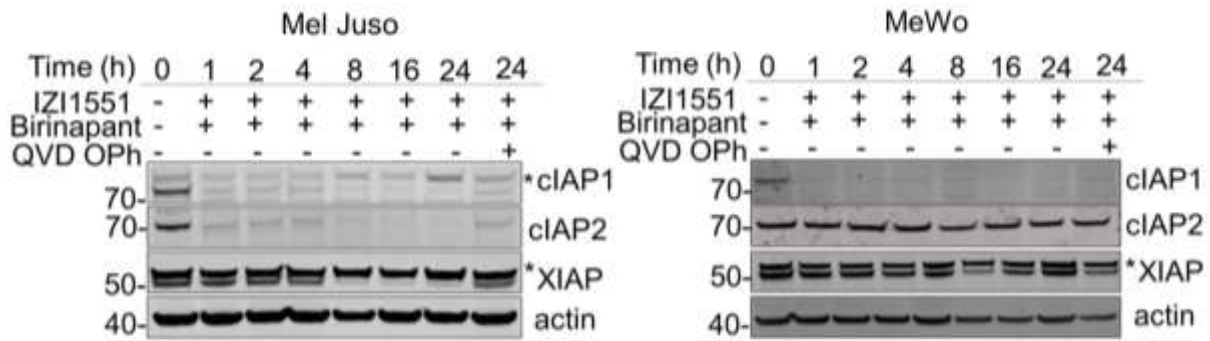 Mel Juso
Time (h) 0 1 2 4 8 16 24 24
IZI1551 - + + + + + + +
Birinapant - + + + + + + +
QVD OPh - - - - - - - +
70- *cIAP1
70- cIAP2
50- *XIAP
40- actin
MeWo
Time (h) 0 1 2 4 8 16 24 24
IZI1551 - + + + + + + +
Birinapant - + + + + + + +
QVD OPh - - - - - - - +
70- cIAP1
70- cIAP2
50- *XIAP
40- actin